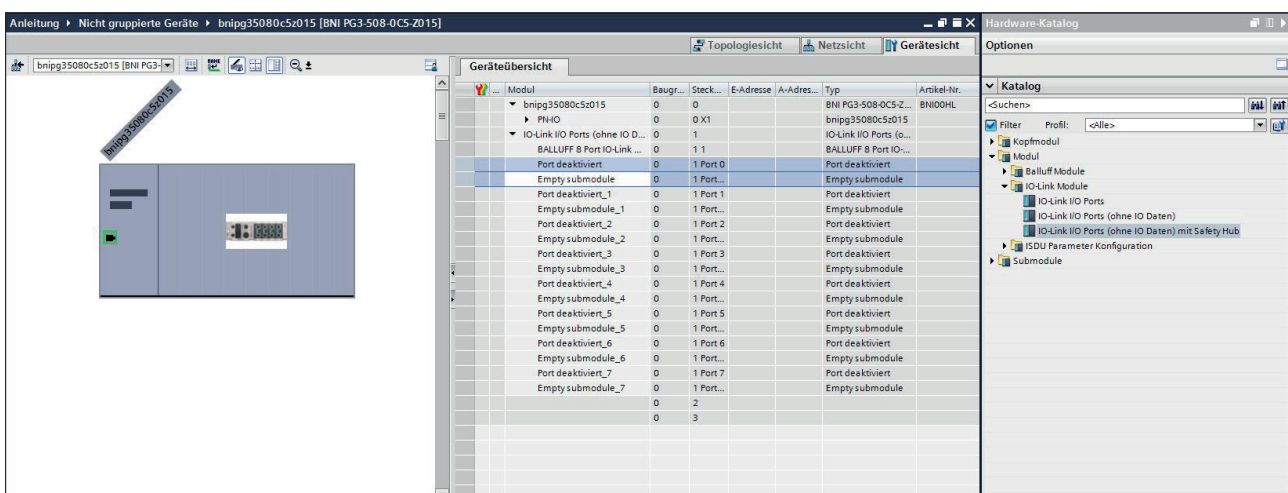 Anleitung ▸ Nicht gruppierte Geräte ▸ bnipg35080c5z015 [BNI PG3-508-0C5-Z015]
Topologiesicht Netzsicht Gerätesicht
bnipg35080c5z015 [BNI PG3-
bnipg35080c5z015
Geräteübersicht
... Modul Baugr... Steck... E-Adresse A-Adres... Typ Artikel-Nr.
bnipg35080c5z015 0 0 BNI PG3-508-0C5-Z... BNI00HL
PN-IO 0 0 X1 bnipg35080c5z015
IO-Link I/O Ports (ohne IO D... 0 1 IO-Link I/O Ports (o...
BALLUFF 8 Port IO-Link ... 0 1 1 BALLUFF 8 Port IO-...
Port deaktiviert 0 1 Port 0 Port deaktiviert
Empty submodule 0 1 Port... Empty submodule
Port deaktiviert_1 0 1 Port 1 Port deaktiviert
Empty submodule_1 0 1 Port... Empty submodule
Port deaktiviert_2 0 1 Port 2 Port deaktiviert
Empty submodule_2 0 1 Port... Empty submodule
Port deaktiviert_3 0 1 Port 3 Port deaktiviert
Empty submodule_3 0 1 Port... Empty submodule
Port deaktiviert_4 0 1 Port 4 Port deaktiviert
Empty submodule_4 0 1 Port... Empty submodule
Port deaktiviert_5 0 1 Port 5 Port deaktiviert
Empty submodule_5 0 1 Port... Empty submodule
Port deaktiviert_6 0 1 Port 6 Port deaktiviert
Empty submodule_6 0 1 Port... Empty submodule
Port deaktiviert_7 0 1 Port 7 Port deaktiviert
Empty submodule_7 0 1 Port... Empty submodule
0 2
0 3
Hardware-Katalog
Optionen
Katalog
<Suchen>
Filter Profil: <Alle>
Kopfmodul
Modul
Balluff Module
IO-Link Module
IO-Link I/O Ports
IO-Link I/O Ports (ohne IO Daten)
IO-Link I/O Ports (ohne IO Daten) mit Safety Hub
ISDU Parameter Konfiguration
Submodule